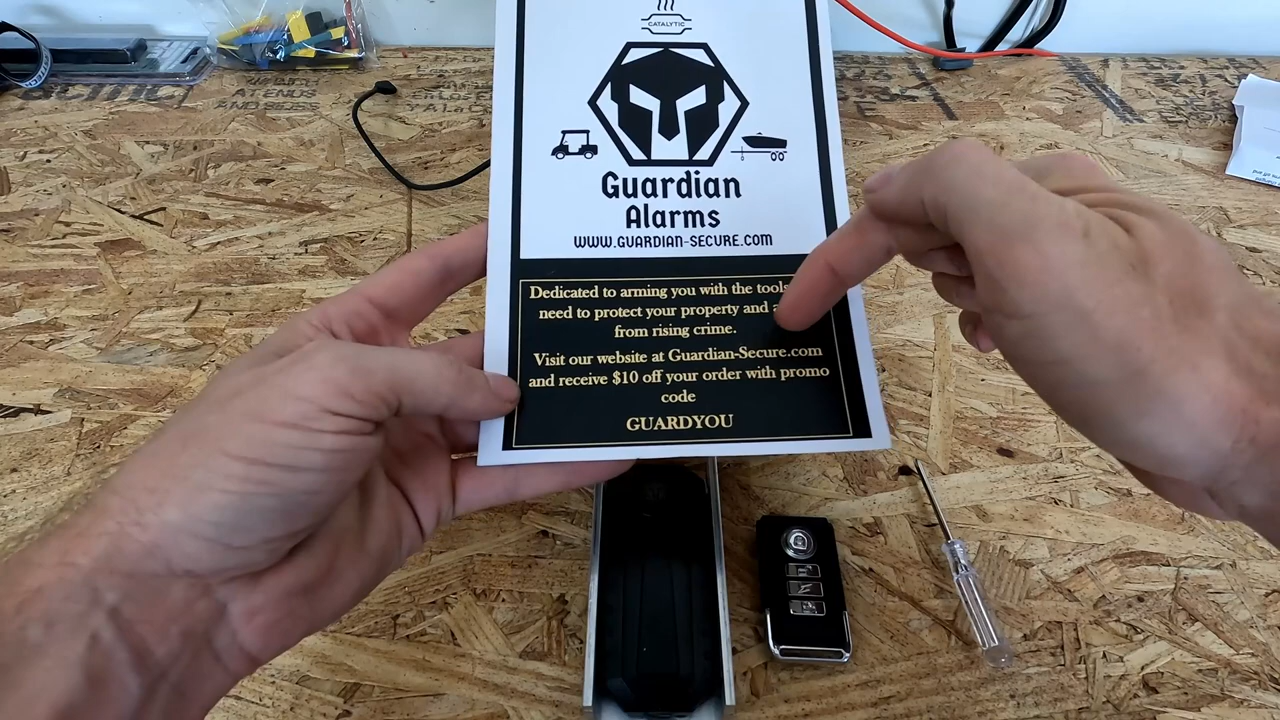 CATALYTIC
Guardian
Alarms
WWW.GUARDIAN-SECURE.COM
Dedicated to arming you with the tools
need to protect your property and
from rising crime.
Visit our website at Guardian-Secure.com
and receive $10 off your order with promo
code
GUARDYOU